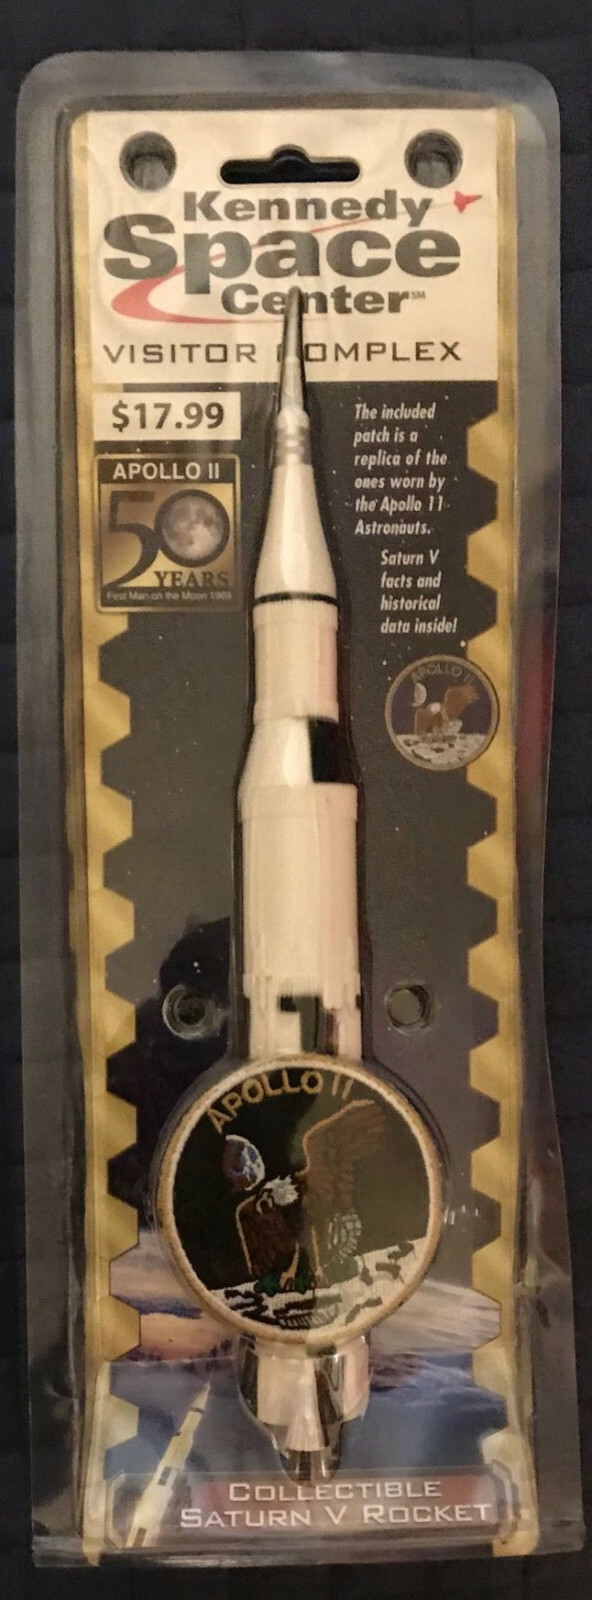 Kennedy
Space
Center℠
VISITOR COMPLEX
$17.99
APOLLO 11
50
YEARS
First Man on the Moon 1969
The included
patch is a
replica of the
ones worn by
the Apollo 11
Astronauts.
Saturn V
facts and
historical
data inside!
APOLLO 11
APOLLO 11
COLLECTIBLE
SATURN V ROCKET